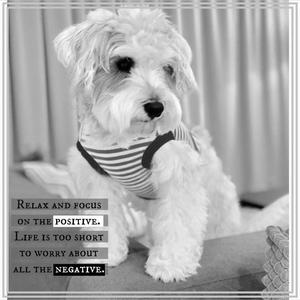 Relax and focus
on the positive.
Life is too short
to worry about
all the negative.